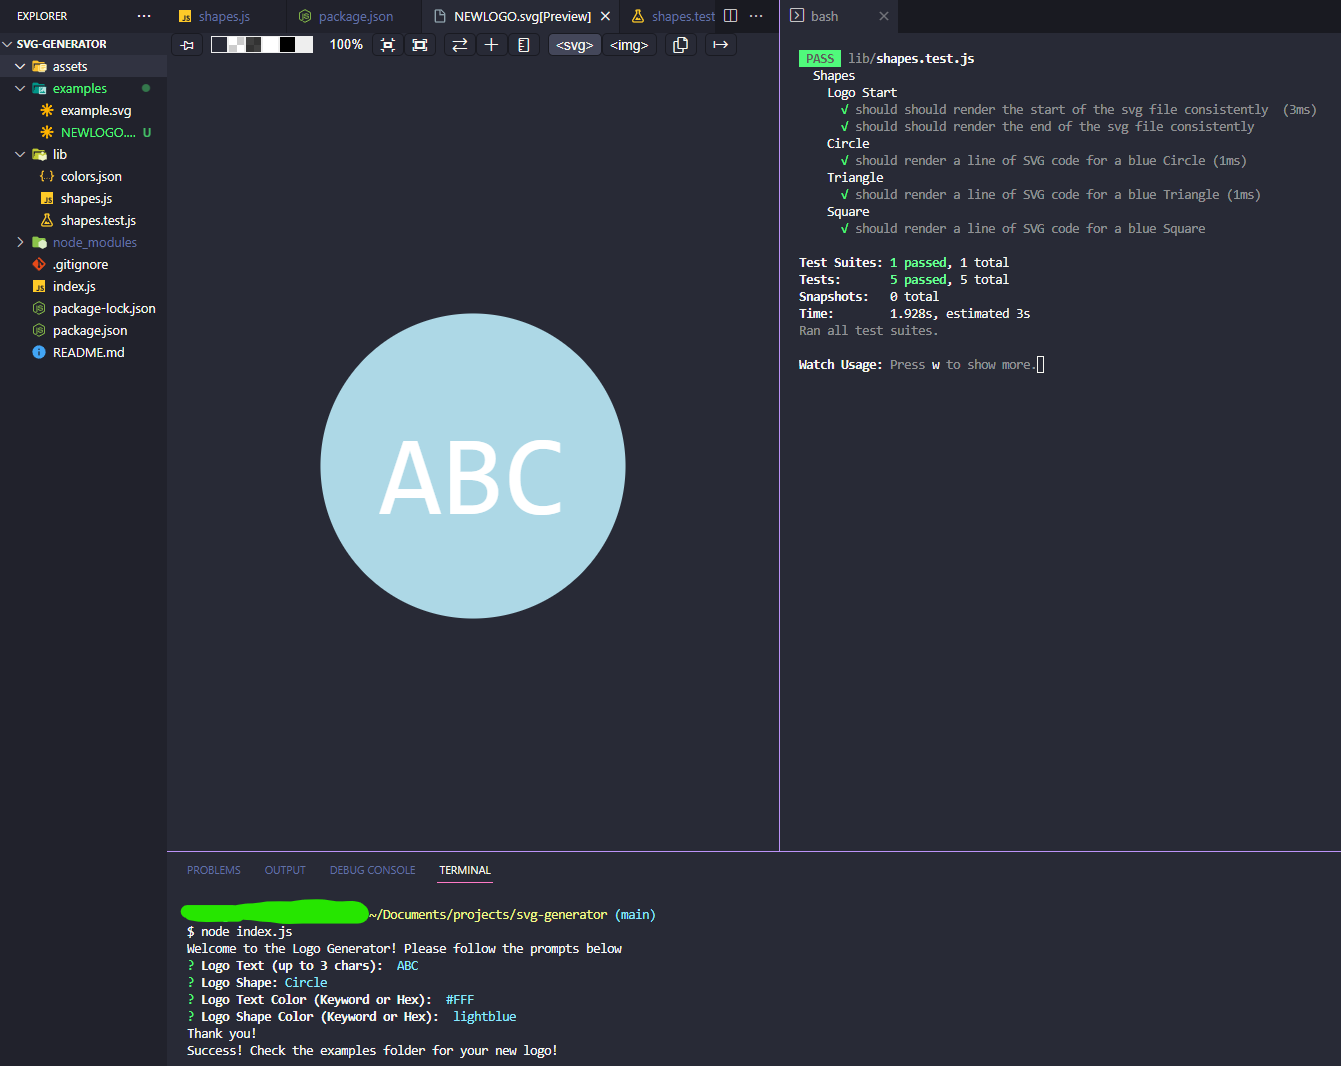 EXPLORER ···
SVG-GENERATOR
assets
examples
example.svg
NEWLOGO.... U
lib
colors.json
shapes.js
shapes.test.js
node_modules
.gitignore
index.js
package-lock.json
package.json
README.md
shapes.js package.json NEWLOGO.svg[Preview] shapes.test ···
100% <svg> <img>
ABC
bash
PASS lib/shapes.test.js
Shapes
Logo Start
√ should should render the start of the svg file consistently (3ms)
√ should should render the end of the svg file consistently
Circle
√ should render a line of SVG code for a blue Circle (1ms)
Triangle
√ should render a line of SVG code for a blue Triangle (1ms)
Square
√ should render a line of SVG code for a blue Square
Test Suites: 1 passed, 1 total
Tests: 5 passed, 5 total
Snapshots: 0 total
Time: 1.928s, estimated 3s
Ran all test suites.
Watch Usage: Press w to show more.
PROBLEMS OUTPUT DEBUG CONSOLE TERMINAL
~/Documents/projects/svg-generator (main)
$ node index.js
Welcome to the Logo Generator! Please follow the prompts below
? Logo Text (up to 3 chars): ABC
? Logo Shape: Circle
? Logo Text Color (Keyword or Hex): #FFF
? Logo Shape Color (Keyword or Hex): lightblue
Thank you!
Success! Check the examples folder for your new logo!